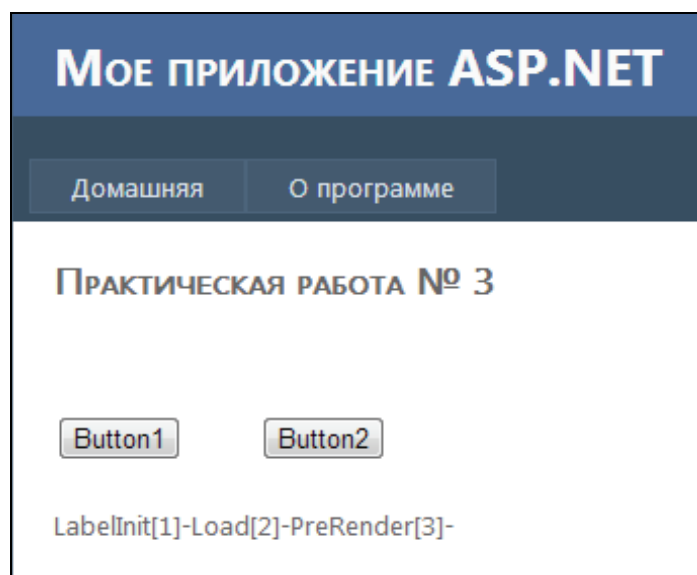 Мое приложение ASP.NET
Домашняя О программе
Практическая работа № 3
Button1 Button2
LabelInit[1]-Load[2]-PreRender[3]-